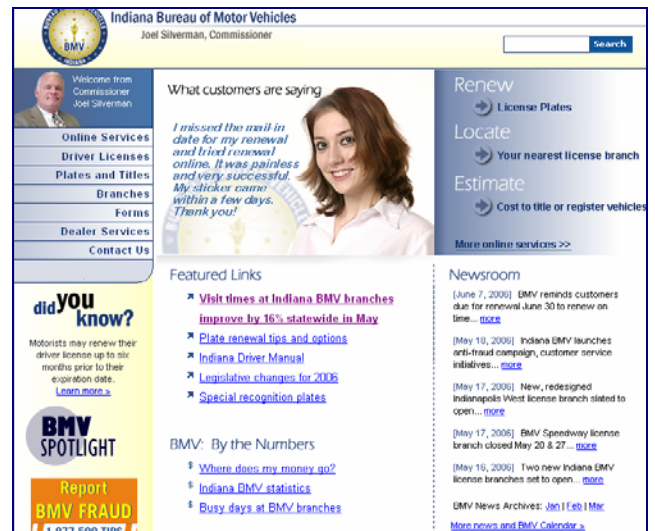 Indiana Bureau of Motor Vehicles
Joel Silverman, Commissioner
BMV
INDIANA
Search
Welcome from
Commissioner
Joel Silverman
Online Services
Driver Licenses
Plates and Titles
Branches
Forms
Dealer Services
Contact Us
What customers are saying
I missed the mail-in
date for my renewal
and tried renewal
online. It was painless
and very successful.
My sticker came
within a few days.
Thank you!
Renew
License Plates
Locate
Your nearest license branch
Estimate
Cost to title or register vehicles
More online services >>
did you
know?
Motorists may renew their
driver license up to six
months prior to their
expiration date.
Learn more »
BMV
SPOTLIGHT
Report
BMV FRAUD
Featured Links
Visit times at Indiana BMV branches
improve by 16% statewide in May
Plate renewal tips and options
Indiana Driver Manual
Legislative changes for 2006
Special recognition plates
BMV: By the Numbers
$ Where does my money go?
$ Indiana BMV statistics
$ Busy days at BMV branches
Newsroom
[June 7, 2006] BMV reminds customers
due for renewal June 30 to renew on
time... more
[May 18, 2006] Indiana BMV launches
anti-fraud campaign, customer service
initiatives... more
[May 17, 2006] New, redesigned
Indianapolis West license branch slated to
open... more
[May 17, 2006] BMV Speedway license
branch closed May 20 & 27... more
[May 16, 2006] Two new Indiana BMV
license branches set to open... more
BMV News Archives: Jan | Feb | Mar
More news and BMV Calendar »